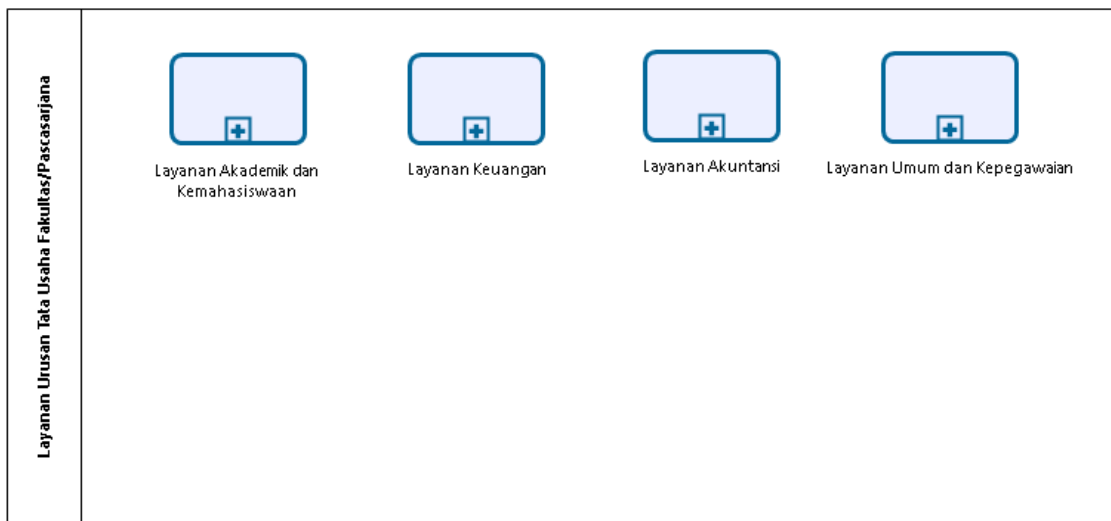 Layanan Urusan Tata Usaha Fakultas/Pascasarjana
Layanan Akademik dan
Kemahasiswaan
Layanan Keuangan
Layanan Akuntansi
Layanan Umum dan Kepegawaian